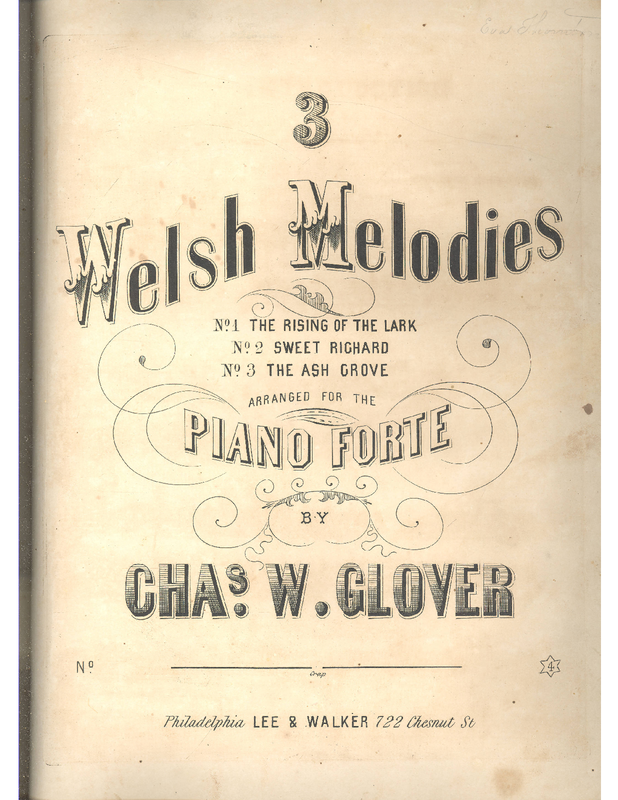 3
Welsh Melodies
No. 1 THE RISING OF THE LARK
No. 2 SWEET RICHARD
No. 3 THE ASH GROVE
ARRANGED FOR THE
PIANO FORTE
BY
CHAs. W. GLOVER
No.
4
Philadelphia LEE & WALKER 722 Chesnut St